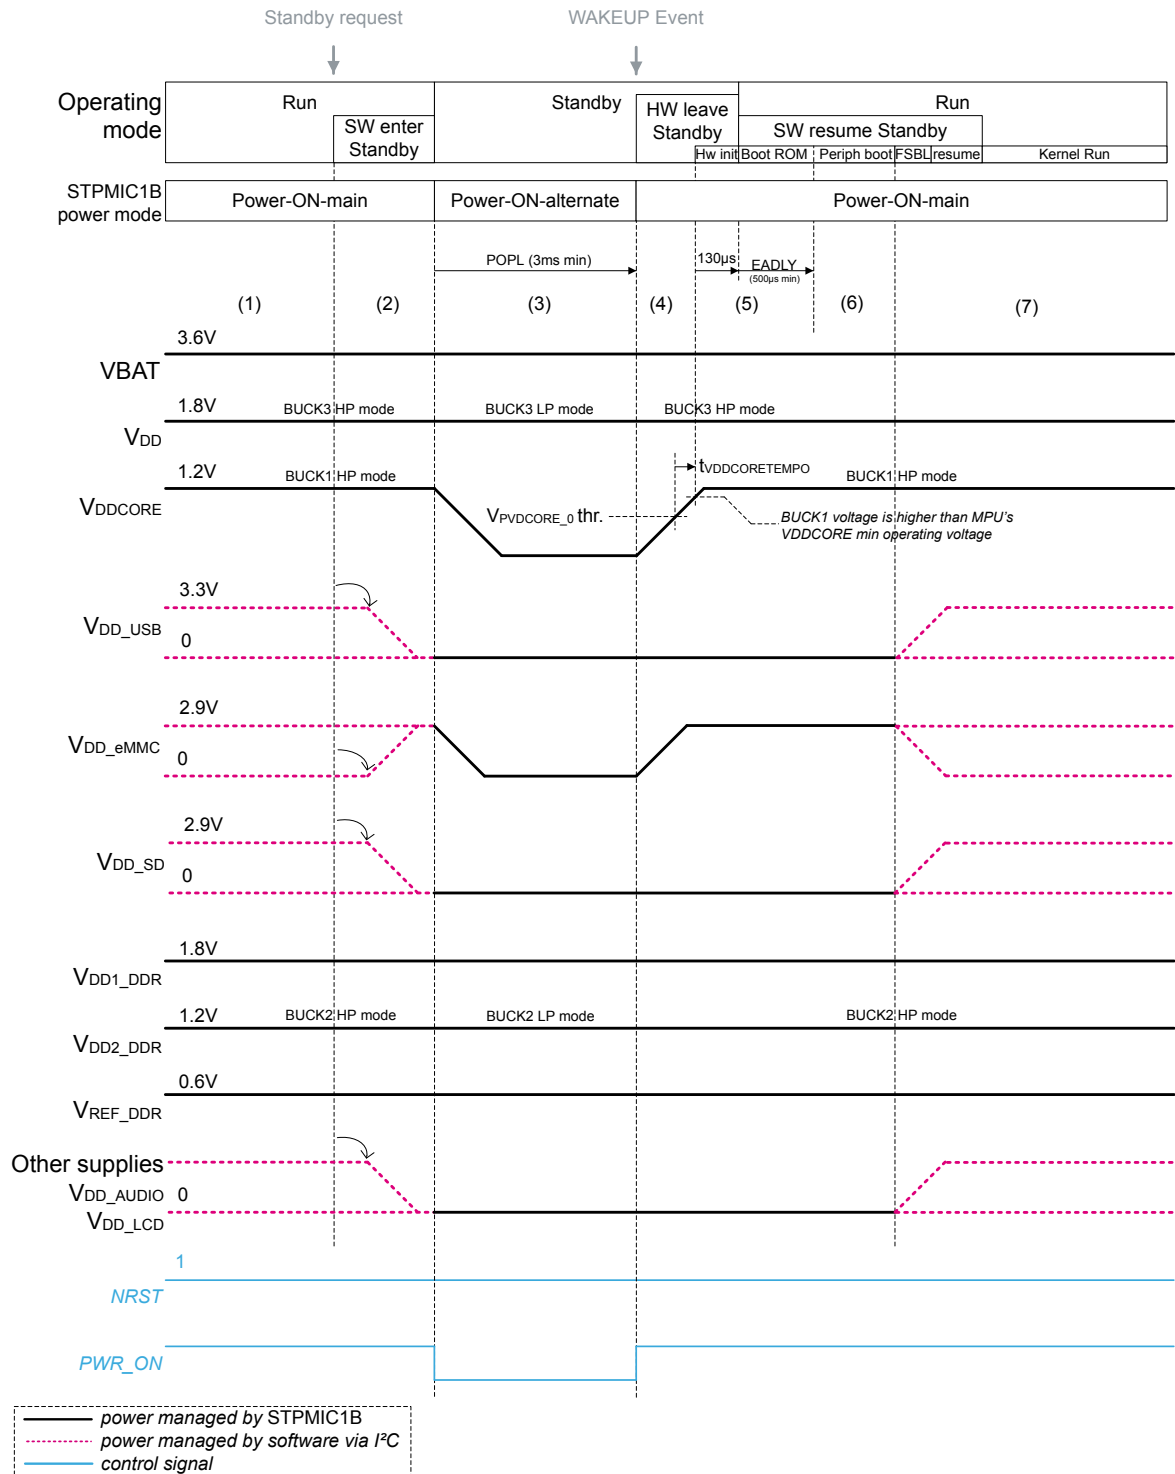 Standby request
WAKEUP Event
Operating mode
Run
Standby
Run
SW enter Standby
HW leave Standby
SW resume Standby
Hw init
Boot ROM
Periph boot
FSBL
resume
Kernel Run
STPMIC1B power mode
Power-ON-main
Power-ON-alternate
Power-ON-main
POPL (3ms min)
130µs
EADLY
(500µs min)
(1)
(2)
(3)
(4)
(5)
(6)
(7)
3.6V
VBAT
1.8V
BUCK3 HP mode
BUCK3 LP mode
BUCK3 HP mode
VDD
1.2V
BUCK1 HP mode
tVDDCORETEMPO
BUCK1 HP mode
VDDCORE
VPVDCORE_0 thr.
BUCK1 voltage is higher than MPU's
VDDCORE min operating voltage
3.3V
VDD_USB
0
2.9V
VDD_eMMC
0
2.9V
VDD_SD
0
1.8V
VDD1_DDR
1.2V
BUCK2 HP mode
BUCK2 LP mode
BUCK2 HP mode
VDD2_DDR
0.6V
VREF_DDR
Other supplies
VDD_AUDIO
0
VDD_LCD
1
NRST
PWR_ON
power managed by STPMIC1B
power managed by software via I²C
control signal